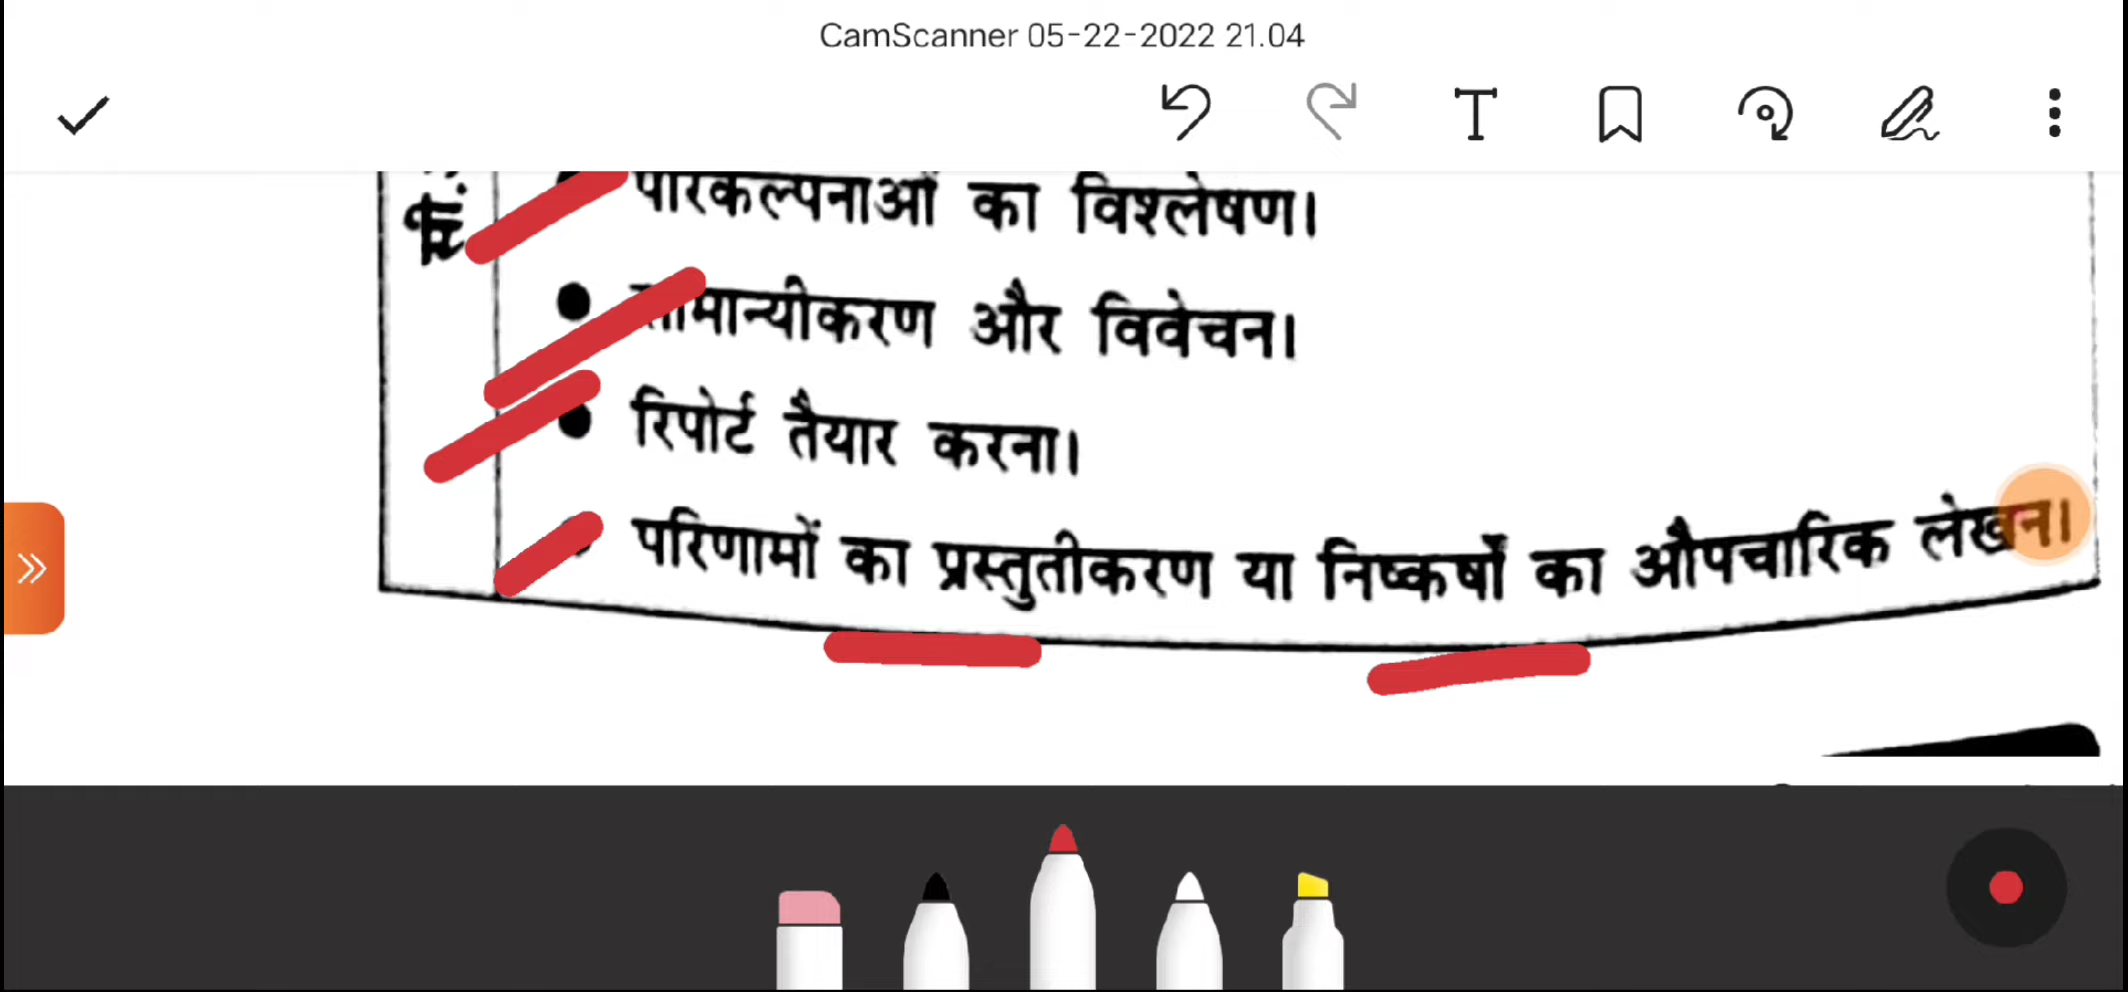 CamScanner 05-22-2022 21.04
परिकल्पनाओं का विश्लेषण।
सामान्यीकरण और विवेचन।
रिपोर्ट तैयार करना।
परिणामों का प्रस्तुतीकरण या निष्कर्षों का औपचारिक लेखन।